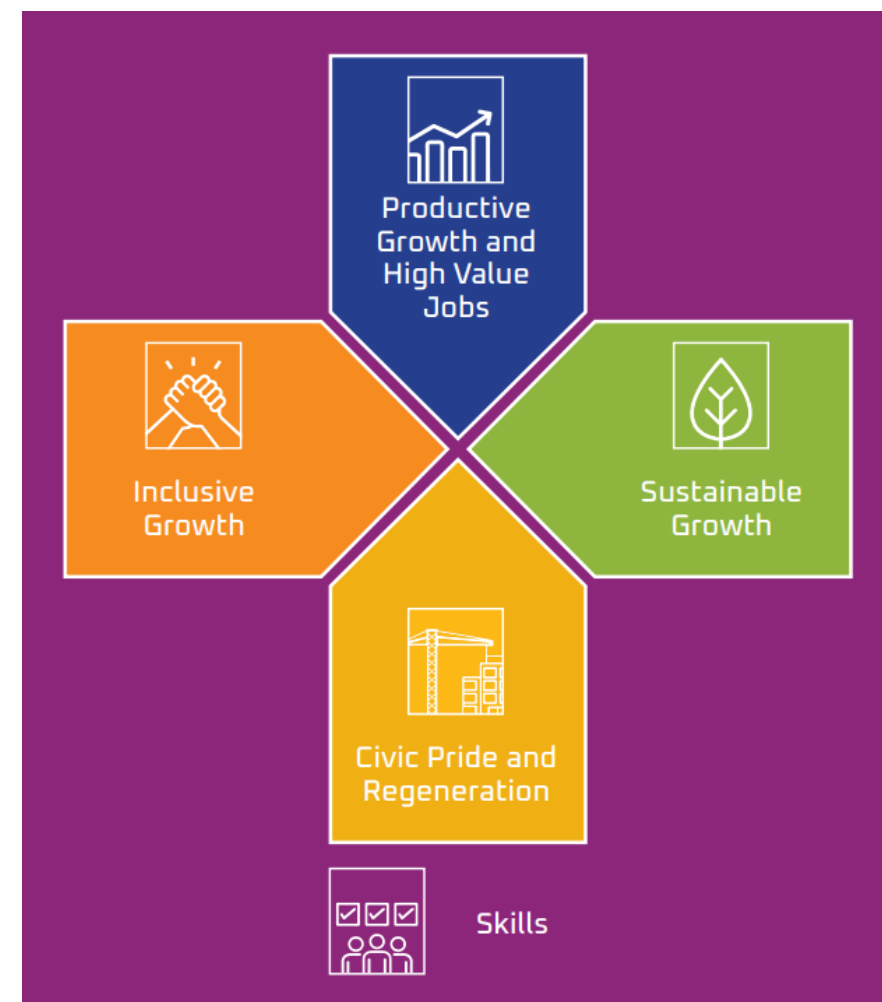 Productive
Growth and
High Value
Jobs
Inclusive
Growth
Sustainable
Growth
Civic Pride and
Regeneration
Skills